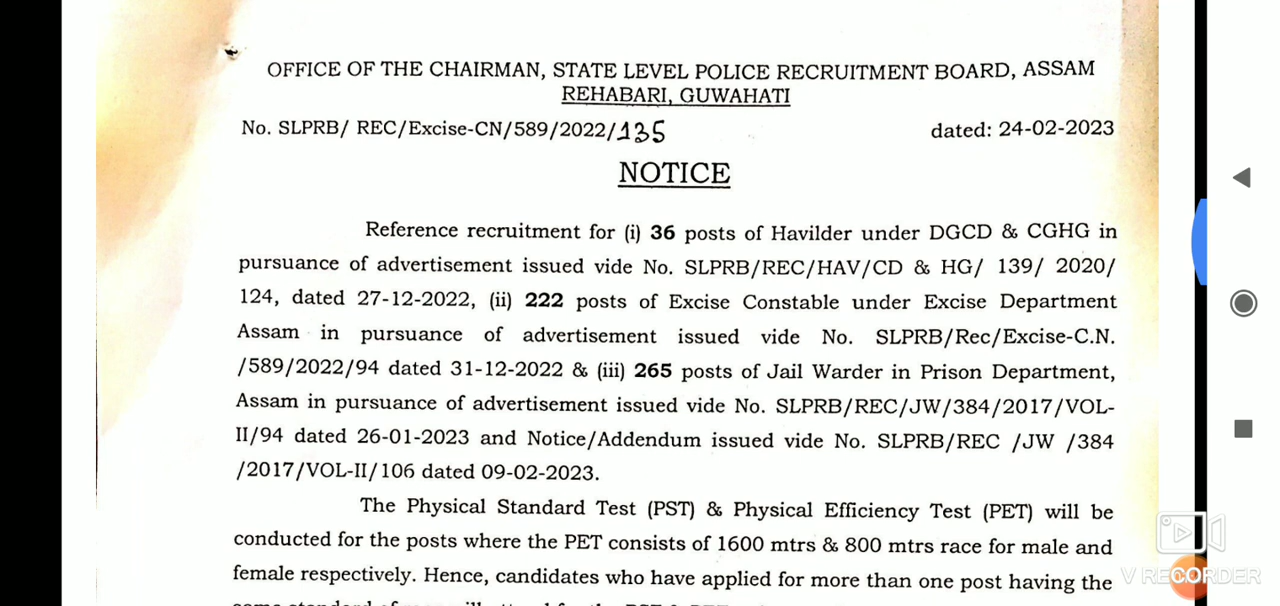 OFFICE OF THE CHAIRMAN, STATE LEVEL POLICE RECRUITMENT BOARD, ASSAM
REHABARI, GUWAHATI
No. SLPRB/ REC/Excise-CN/589/2022/135 dated: 24-02-2023
NOTICE
Reference recruitment for (i) 36 posts of Havilder under DGCD & CGHG in
pursuance of advertisement issued vide No. SLPRB/REC/HAV/CD & HG/ 139/ 2020/
124, dated 27-12-2022, (ii) 222 posts of Excise Constable under Excise Department
Assam in pursuance of advertisement issued vide No. SLPRB/Rec/Excise-C.N.
/589/2022/94 dated 31-12-2022 & (iii) 265 posts of Jail Warder in Prison Department,
Assam in pursuance of advertisement issued vide No. SLPRB/REC/JW/384/2017/VOL-
II/94 dated 26-01-2023 and Notice/Addendum issued vide No. SLPRB/REC /JW /384
/2017/VOL-II/106 dated 09-02-2023.
The Physical Standard Test (PST) & Physical Efficiency Test (PET) will be
conducted for the posts where the PET consists of 1600 mtrs & 800 mtrs race for male and
female respectively. Hence, candidates who have applied for more than one post having the
V RECORDER